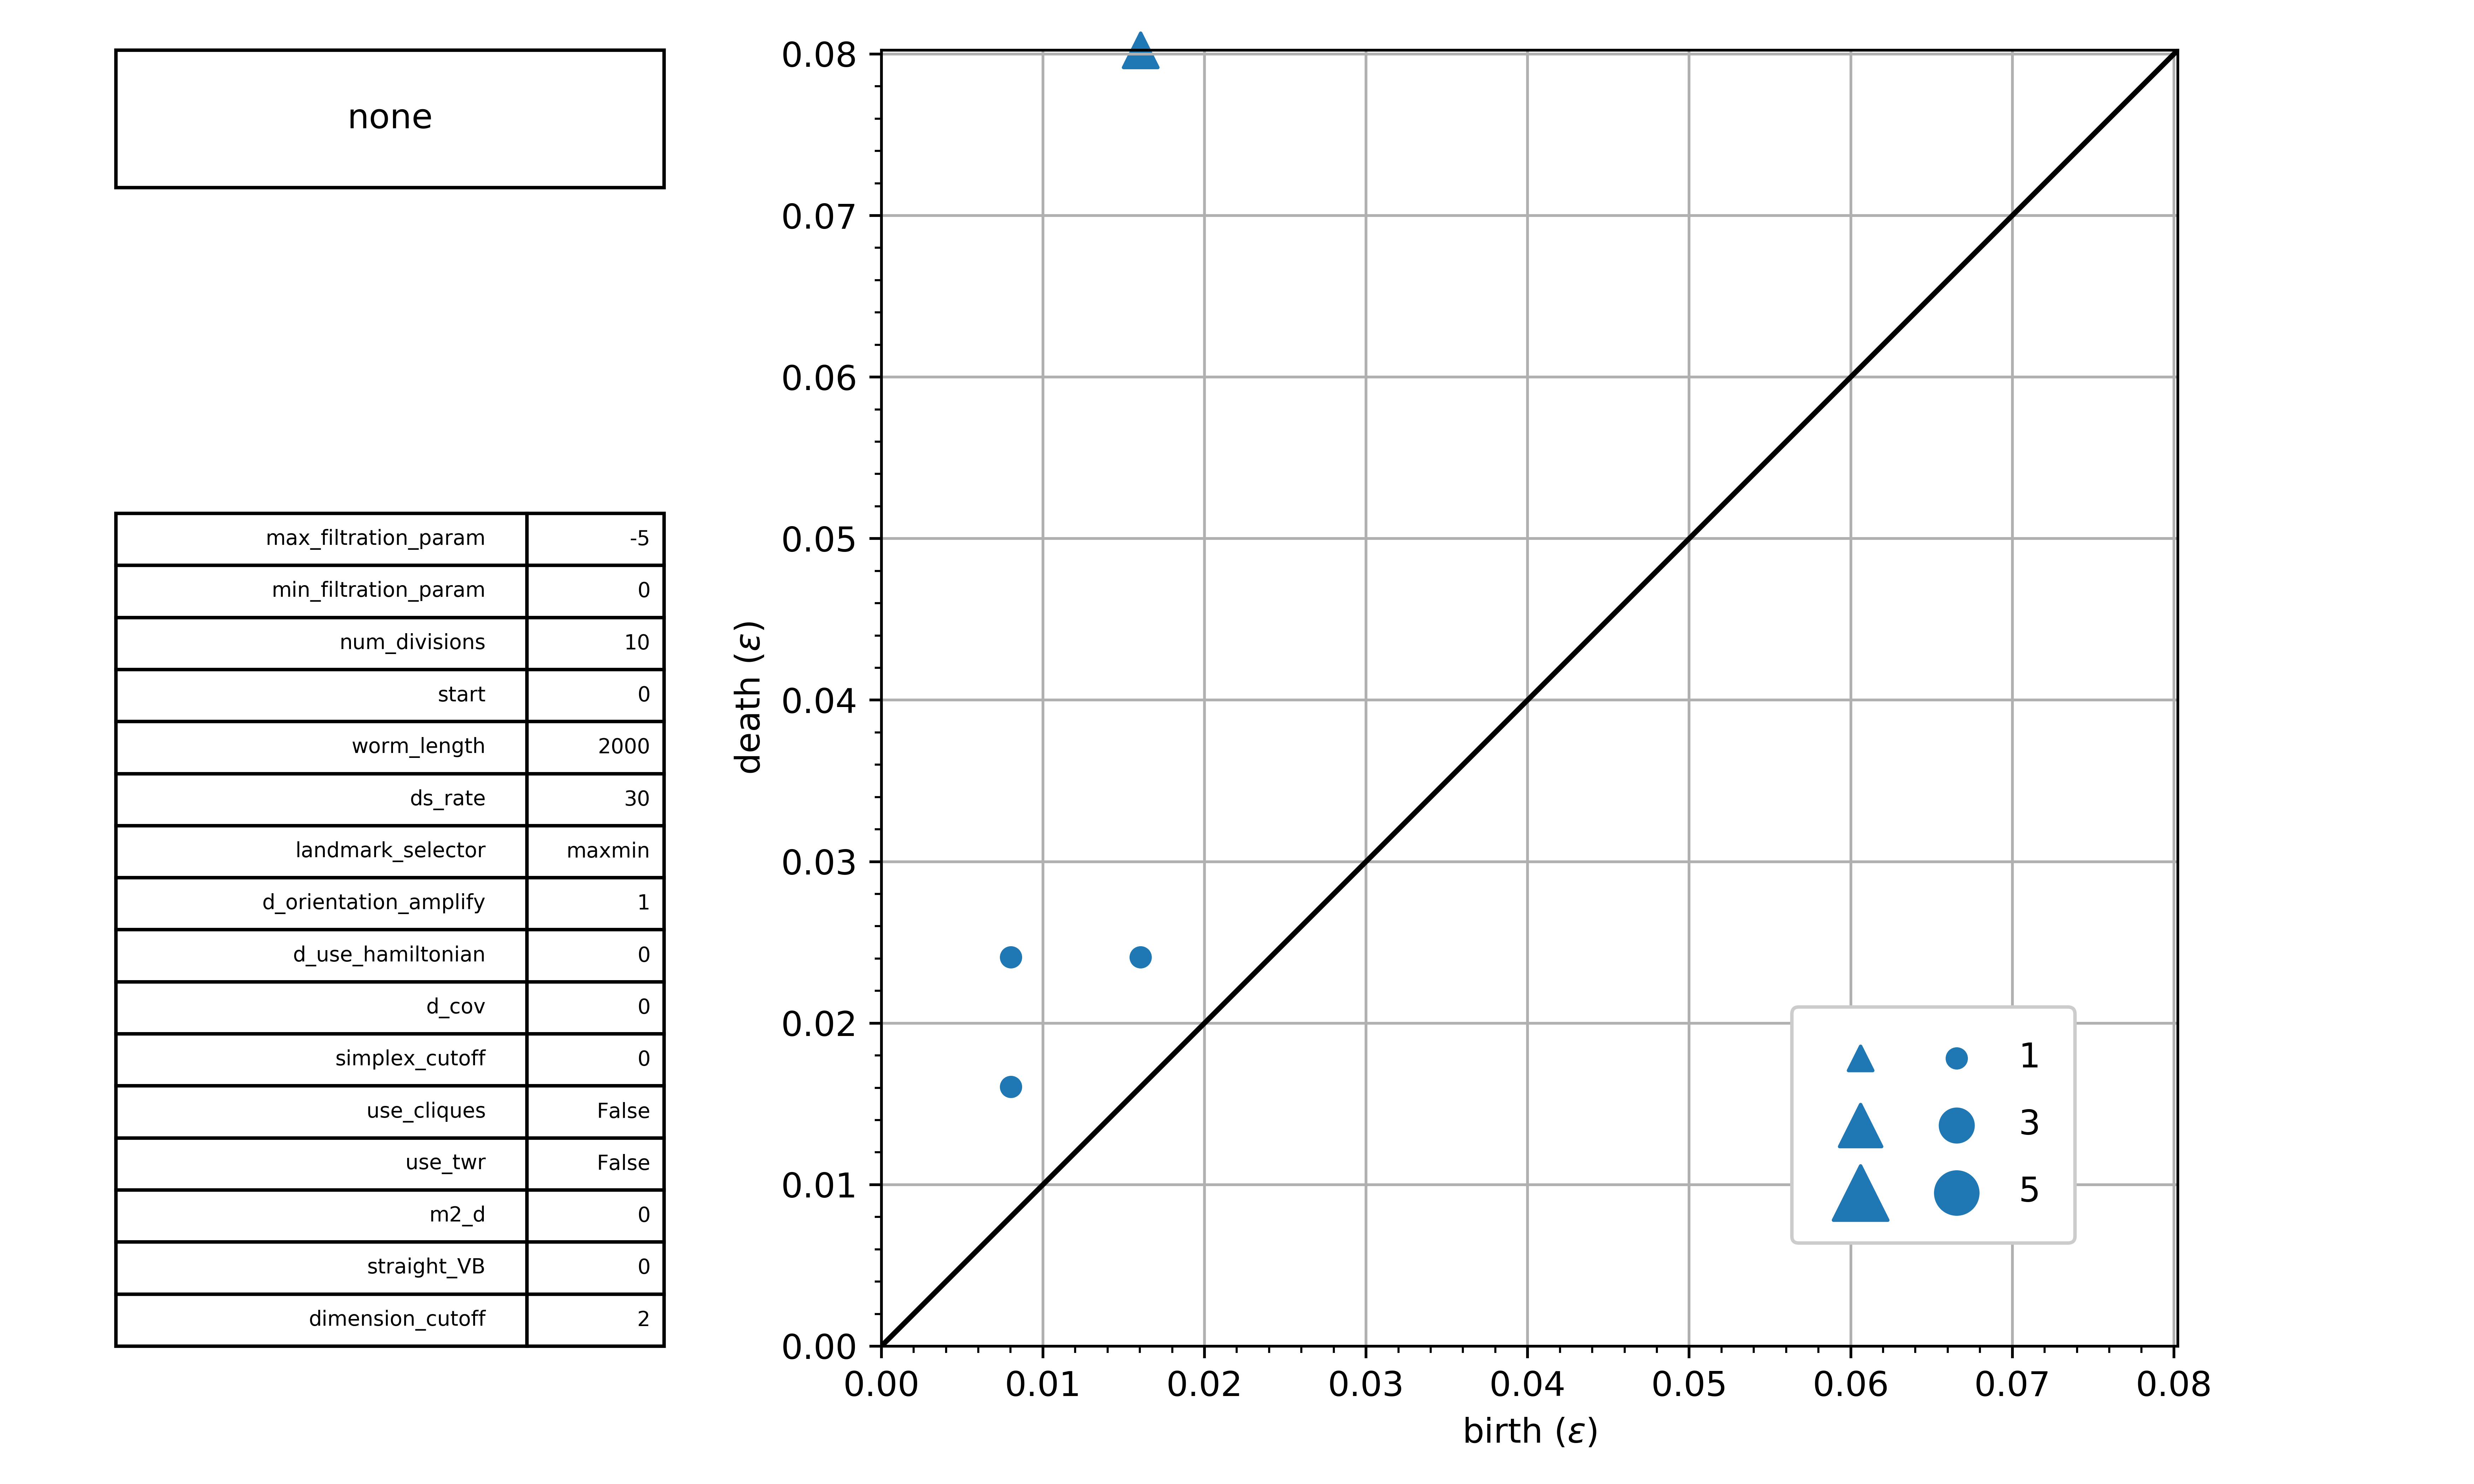 none
max_filtration_param -5
min_filtration_param 0
num_divisions 10
start 0
worm_length 2000
ds_rate 30
landmark_selector maxmin
d_orientation_amplify 1
d_use_hamiltonian 0
d_cov 0
simplex_cutoff 0
use_cliques False
use_twr False
m2_d 0
straight_VB 0
dimension_cutoff 2
death (ε)
0.08
0.07
0.06
0.05
0.04
0.03
0.02
0.01
0.00
0.00 0.01 0.02 0.03 0.04 0.05 0.06 0.07 0.08
birth (ε)
1
3
5